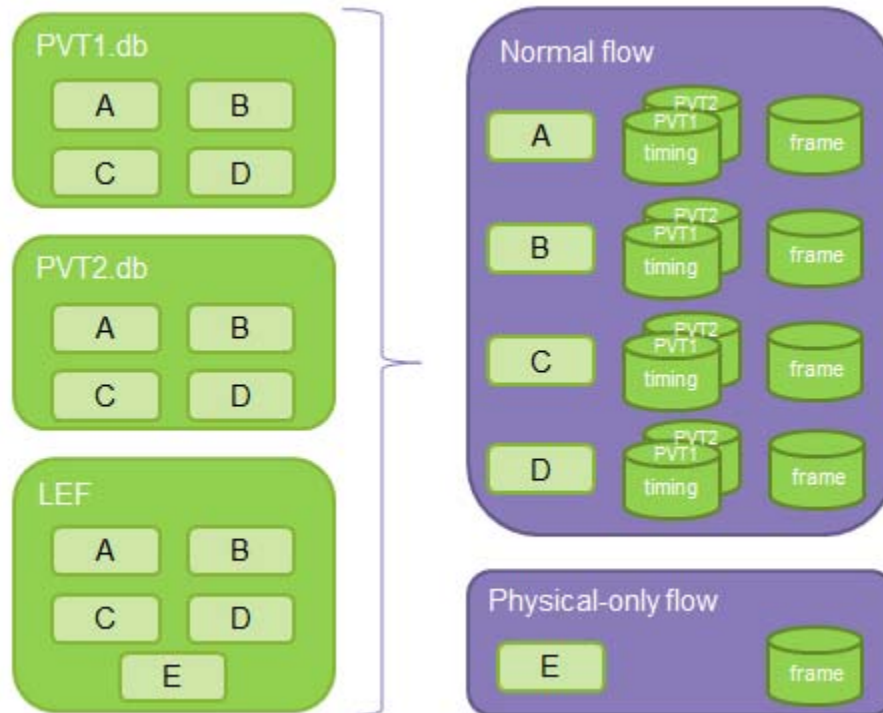 PVT1.db
A B
C D
PVT2.db
A B
C D
LEF
A B
C D
E
Normal flow
A PVT2 PVT1 timing frame
B PVT2 PVT1 timing frame
C PVT2 PVT1 timing frame
D PVT2 PVT1 timing frame
Physical-only flow
E frame